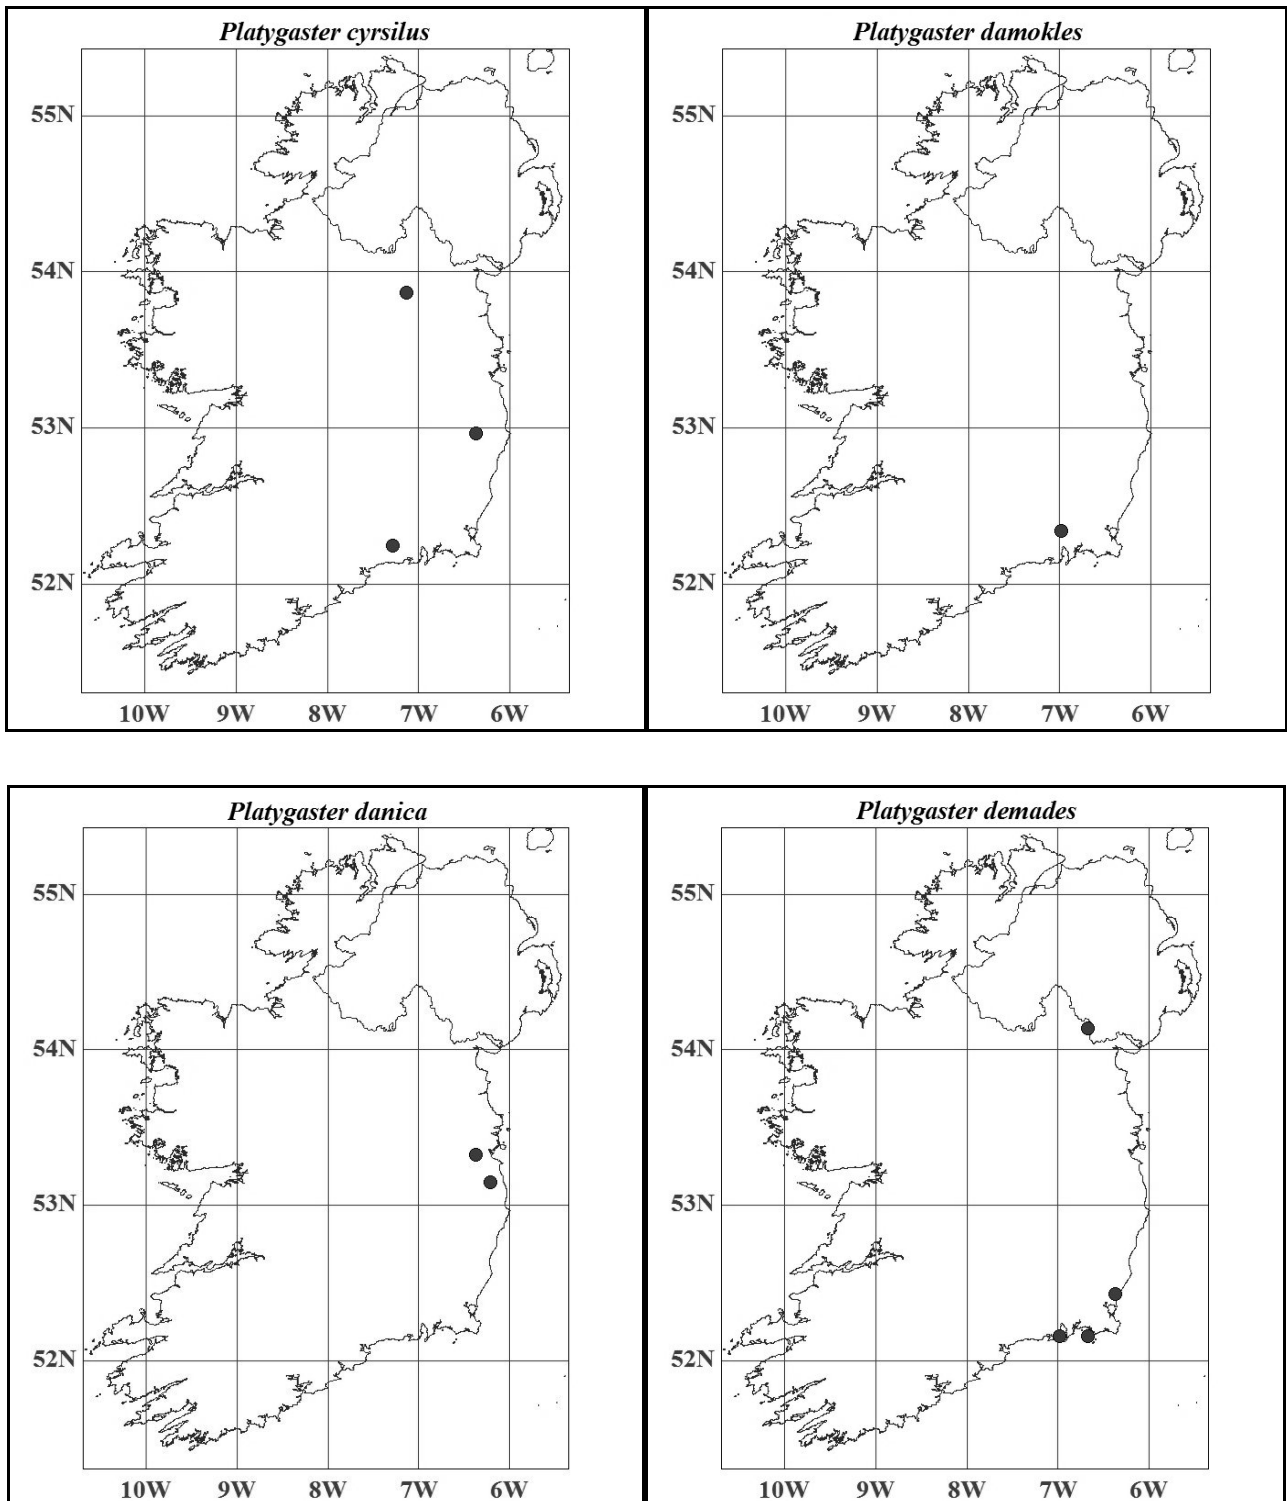 Platygaster cyrsilus
55N
54N
53N
52N
10W 9W 8W 7W 6W
Platygaster damokles
55N
54N
53N
52N
10W 9W 8W 7W 6W
Platygaster danica
55N
54N
53N
52N
10W 9W 8W 7W 6W
Platygaster demades
55N
54N
53N
52N
10W 9W 8W 7W 6W